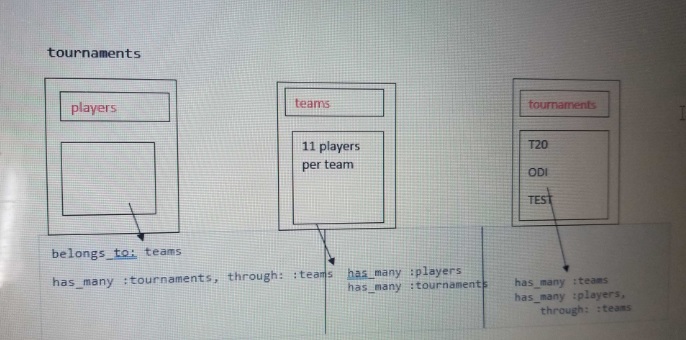 tournaments
players
teams
tournaments
11 players
per team
T20
ODI
TEST
belongs_to: teams
has_many :tournaments, through: :teams
has_many :players
has_many :tournaments
has_many :teams
has_many :players,
through: :teams